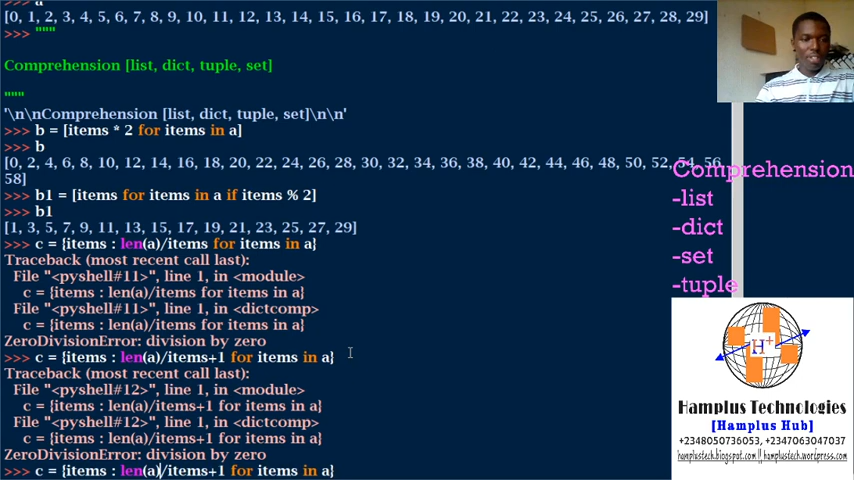 >>> a
[0, 1, 2, 3, 4, 5, 6, 7, 8, 9, 10, 11, 12, 13, 14, 15, 16, 17, 18, 19, 20, 21, 22, 23, 24, 25, 26, 27, 28, 29]
>>> """
Comprehension [list, dict, tuple, set]
"""
'\n\nComprehension [list, dict, tuple, set]\n\n'
>>> b = [items * 2 for items in a]
>>> b
[0, 2, 4, 6, 8, 10, 12, 14, 16, 18, 20, 22, 24, 26, 28, 30, 32, 34, 36, 38, 40, 42, 44, 46, 48, 50, 52, 54, 56,
58]
>>> b1 = [items for items in a if items % 2]
>>> b1
[1, 3, 5, 7, 9, 11, 13, 15, 17, 19, 21, 23, 25, 27, 29]
>>> c = {items : len(a)/items for items in a}
Traceback (most recent call last):
File "<pyshell#11>", line 1, in <module>
c = {items : len(a)/items for items in a}
File "<pyshell#11>", line 1, in <dictcomp>
c = {items : len(a)/items for items in a}
ZeroDivisionError: division by zero
>>> c = {items : len(a)/items+1 for items in a}
Traceback (most recent call last):
File "<pyshell#12>", line 1, in <module>
c = {items : len(a)/items+1 for items in a}
File "<pyshell#12>", line 1, in <dictcomp>
c = {items : len(a)/items+1 for items in a}
ZeroDivisionError: division by zero
>>> c = {items : len(a)/items+1 for items in a}
Comprehension
-list
-dict
-set
-tuple
H+
Hamplus Technologies
[Hamplus Hub]
+2348050736053, +2347063047037
hamplustech.blogspot.com || hamplustech.wordpress.com